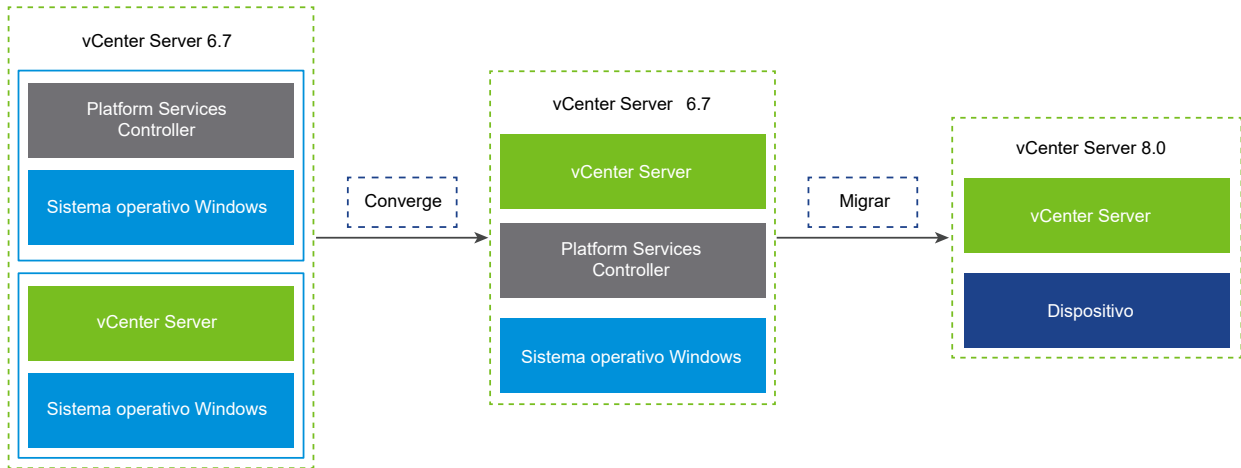 vCenter Server 6.7
Platform Services
Controller
Sistema operativo Windows
vCenter Server
Sistema operativo Windows
Converge
vCenter Server 6.7
vCenter Server
Platform Services
Controller
Sistema operativo Windows
Migrar
vCenter Server 8.0
vCenter Server
Dispositivo